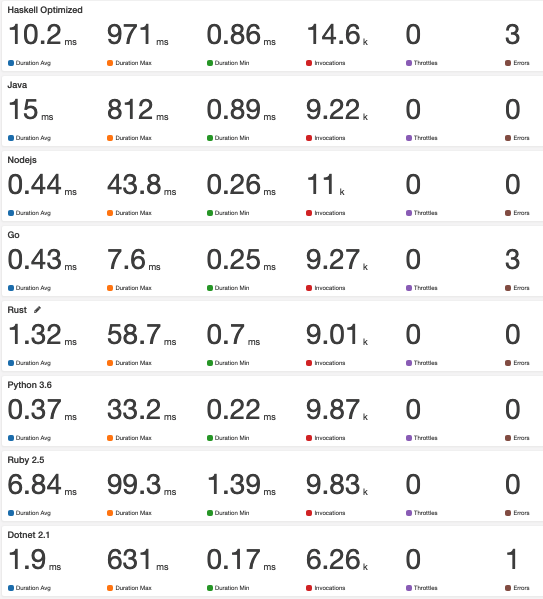 Haskell Optimized
10.2 ms 971 ms 0.86 ms 14.6 k 0 3
Duration Avg Duration Max Duration Min Invocations Throttles Errors
Java
15 ms 812 ms 0.89 ms 9.22 k 0 0
Duration Avg Duration Max Duration Min Invocations Throttles Errors
Nodejs
0.44 ms 43.8 ms 0.26 ms 11 k 0 0
Duration Avg Duration Max Duration Min Invocations Throttles Errors
Go
0.43 ms 7.6 ms 0.25 ms 9.27 k 0 3
Duration Avg Duration Max Duration Min Invocations Throttles Errors
Rust
1.32 ms 58.7 ms 0.7 ms 9.01 k 0 0
Duration Avg Duration Max Duration Min Invocations Throttles Errors
Python 3.6
0.37 ms 33.2 ms 0.22 ms 9.87 k 0 0
Duration Avg Duration Max Duration Min Invocations Throttles Errors
Ruby 2.5
6.84 ms 99.3 ms 1.39 ms 9.83 k 0 0
Duration Avg Duration Max Duration Min Invocations Throttles Errors
Dotnet 2.1
1.9 ms 631 ms 0.17 ms 6.26 k 0 1
Duration Avg Duration Max Duration Min Invocations Throttles Errors